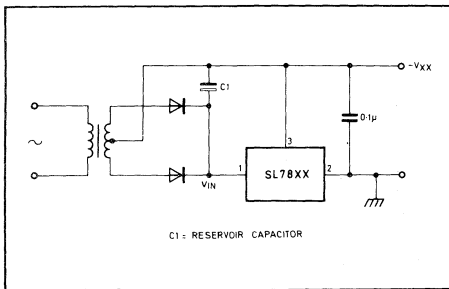 -VXX
C1
3
0·1µ
1
SL78XX
2
VIN
C1 = RESERVOIR CAPACITOR